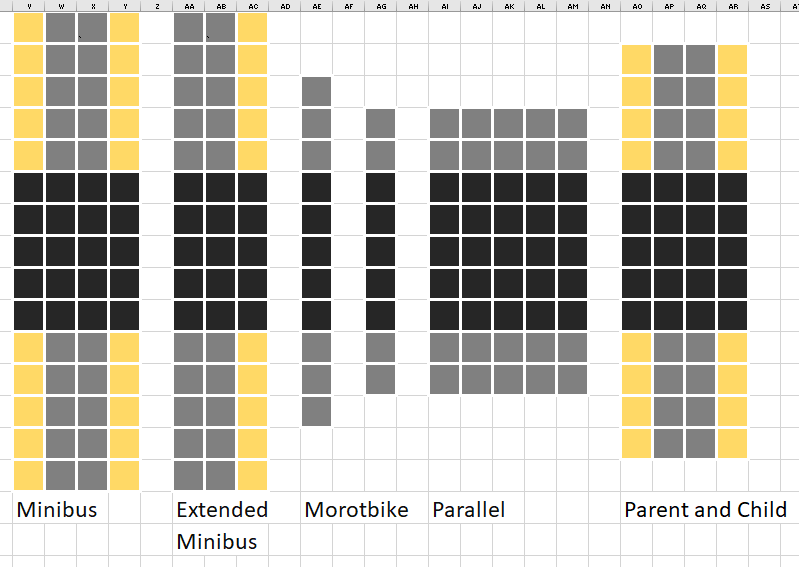 V W X Y Z AA AB AC AD AE AF AG AH AI AJ AK AL AM AN AO AP AQ AR AS
Minibus Extended Morotbike Parallel Parent and Child
Minibus